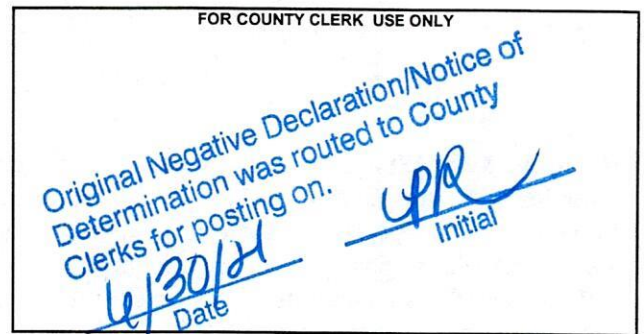 FOR COUNTY CLERK USE ONLY
Original Negative Declaration/Notice of
Determination was routed to County
Clerks for posting on.
6/30/21
Date
Initial